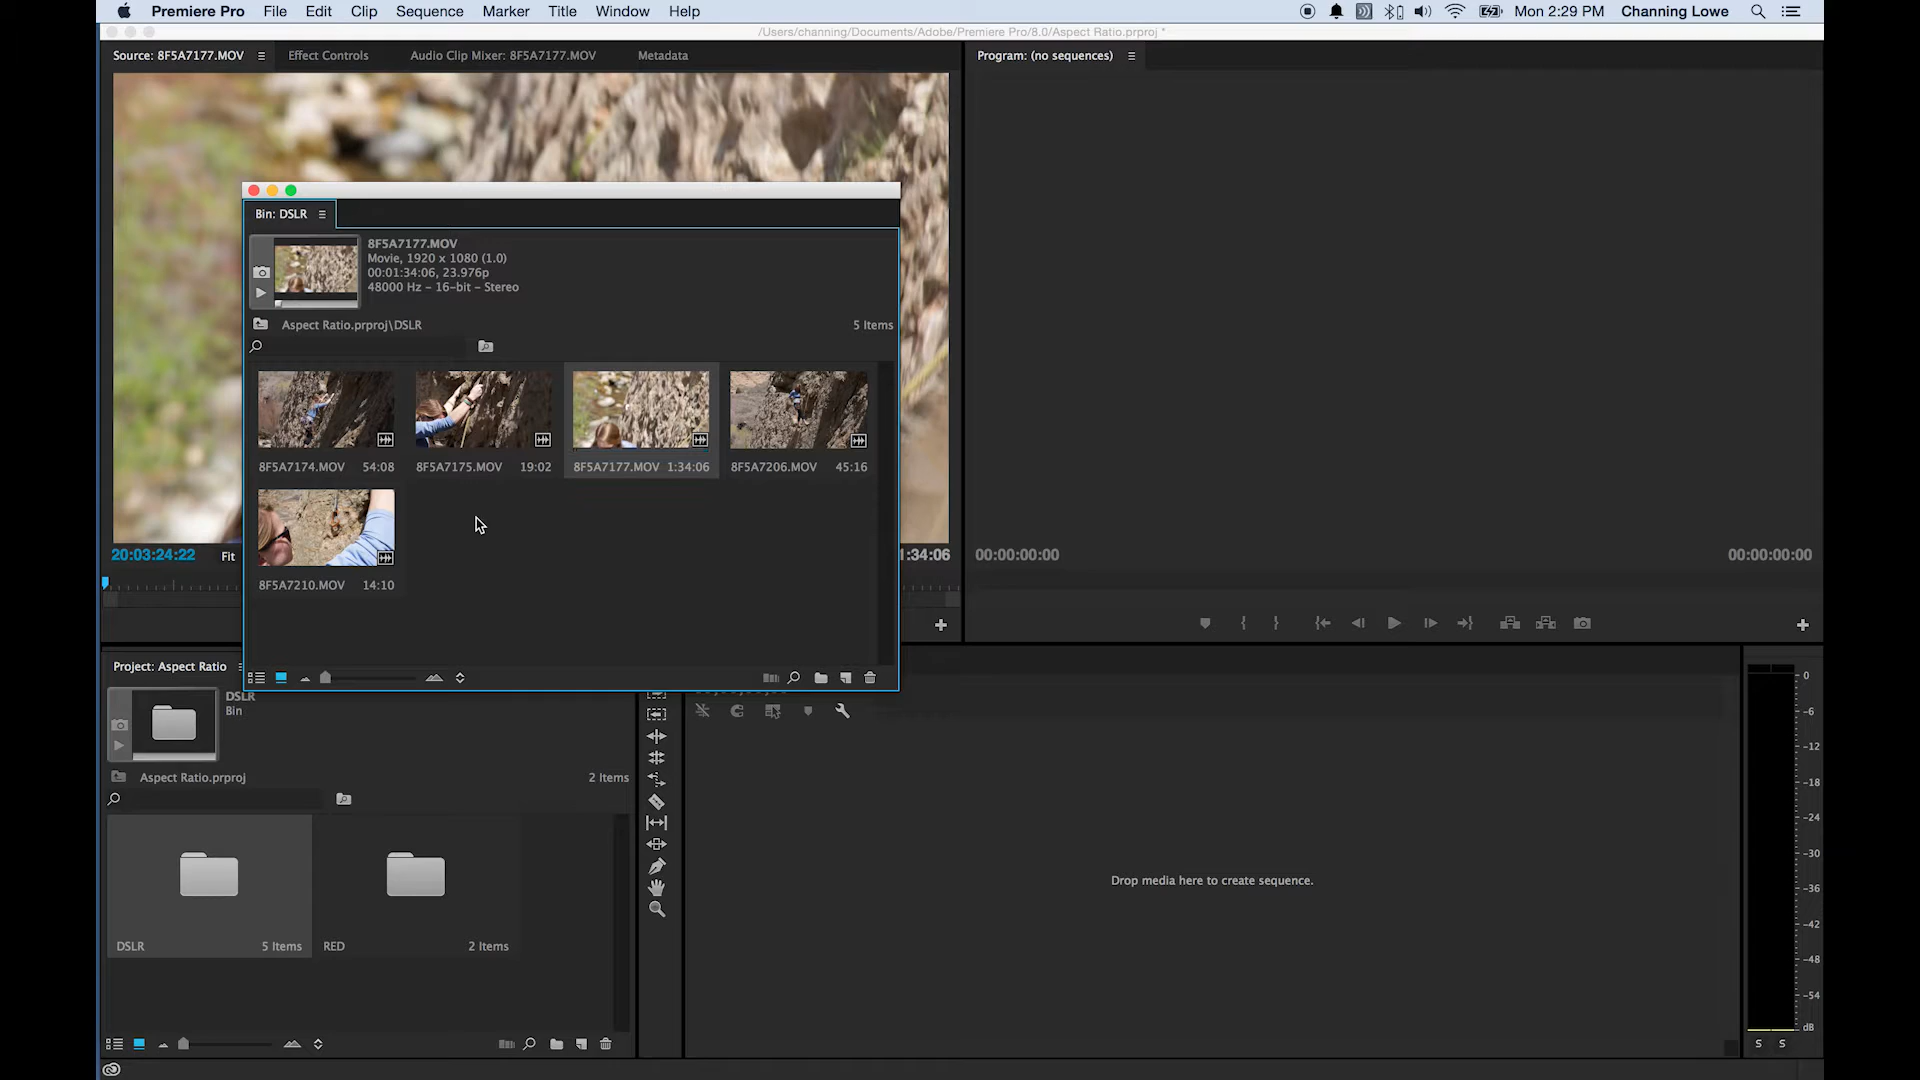 Premiere Pro File Edit Clip Sequence Marker Title Window Help Mon 2:29 PM Channing Lowe
/Users/channing/Documents/Adobe/Premiere Pro/8.0/Aspect Ratio.prproj *
Source: 8F5A7177.MOV Effect Controls Audio Clip Mixer: 8F5A7177.MOV Metadata Program: (no sequences)
Bin: DSLR
8F5A7177.MOV
Movie, 1920 x 1080 (1.0)
00:01:34:06, 23.976p
48000 Hz - 16-bit - Stereo
Aspect Ratio.prproj\DSLR 5 Items
8F5A7174.MOV 54:08 8F5A7175.MOV 19:02 8F5A7177.MOV 1:34:06 8F5A7206.MOV 45:16
8F5A7210.MOV 14:10
20:03:24:22 Fit 1:34:06 00:00:00:00 00:00:00:00
Project: Aspect Ratio
DSLR
Bin
Aspect Ratio.prproj 2 Items
DSLR 5 Items RED 2 Items
Drop media here to create sequence.
0
-6
-12
-18
-24
-30
-36
-42
-48
-54
dB
S S